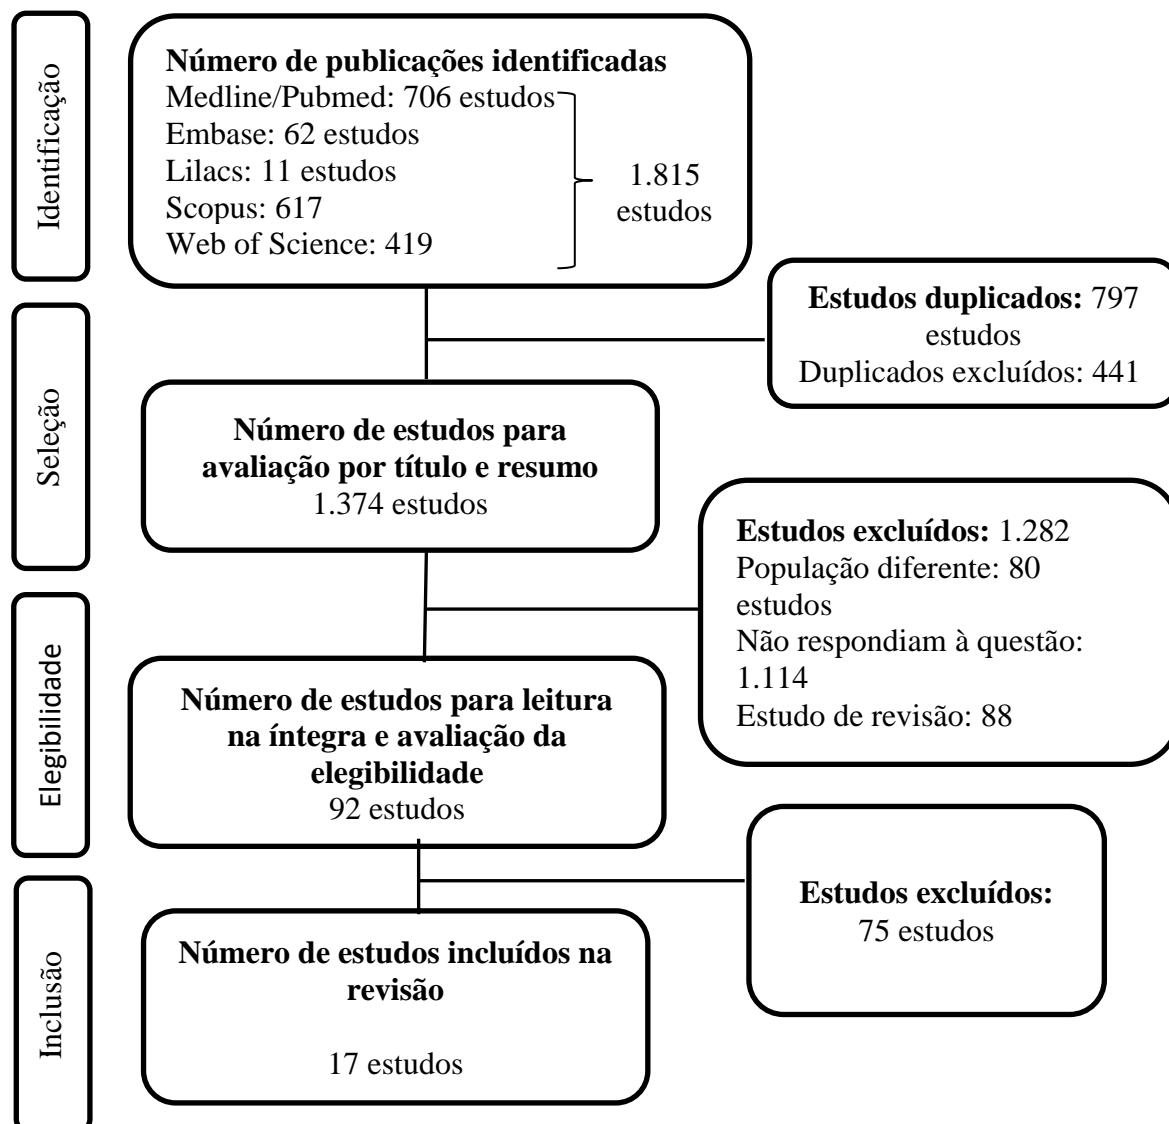 Identificação
Número de publicações identificadas
Medline/Pubmed: 706 estudos
Embase: 62 estudos
Lilacs: 11 estudos
Scopus: 617
Web of Science: 419
1.815
estudos
Estudos duplicados: 797
estudos
Duplicados excluídos: 441
Seleção
Número de estudos para
avaliação por título e resumo
1.374 estudos
Estudos excluídos: 1.282
População diferente: 80
estudos
Não respondiam à questão:
1.114
Estudo de revisão: 88
Elegibilidade
Número de estudos para leitura
na íntegra e avaliação da
elegibilidade
92 estudos
Estudos excluídos:
75 estudos
Inclusão
Número de estudos incluídos na
revisão
17 estudos